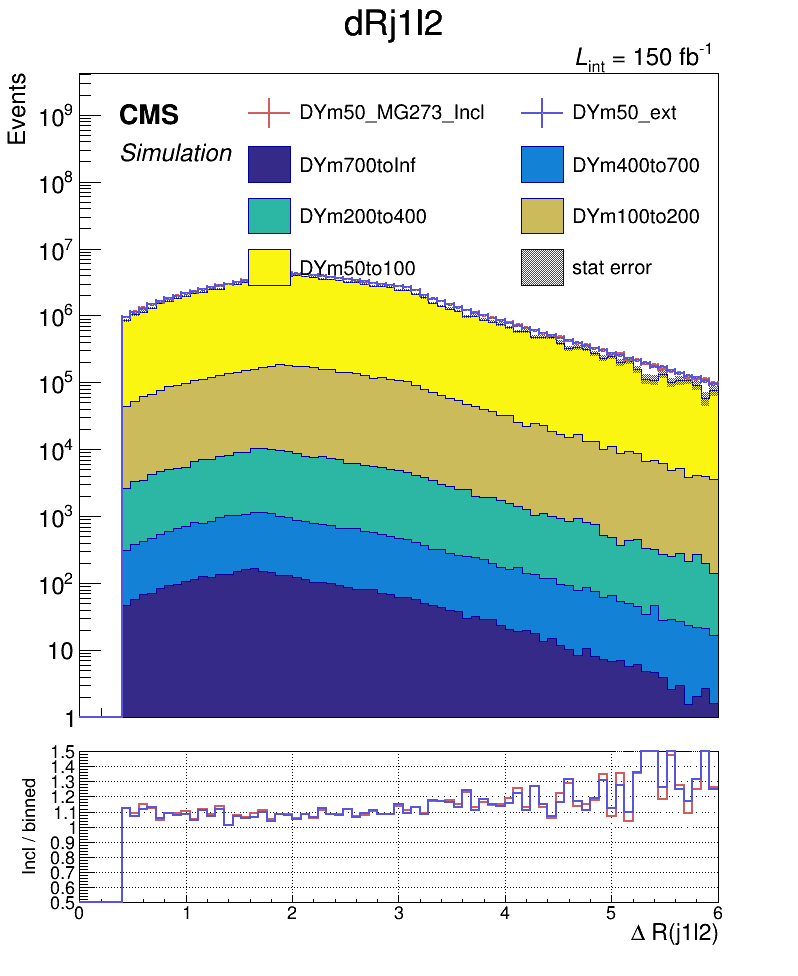 dRj1l2
L_int = 150 fb^-1
Events
CMS
Simulation
DYm50_MG273_Incl
DYm50_ext
DYm700toInf
DYm400to700
DYm200to400
DYm100to200
DYm50to100
stat error
10^9
10^8
10^7
10^6
10^5
10^4
10^3
10^2
10
1
Incl / binned
1.5
1.4
1.3
1.2
1.1
1
0.9
0.8
0.7
0.6
0.5
0 1 2 3 4 5 6
Δ R(j1l2)